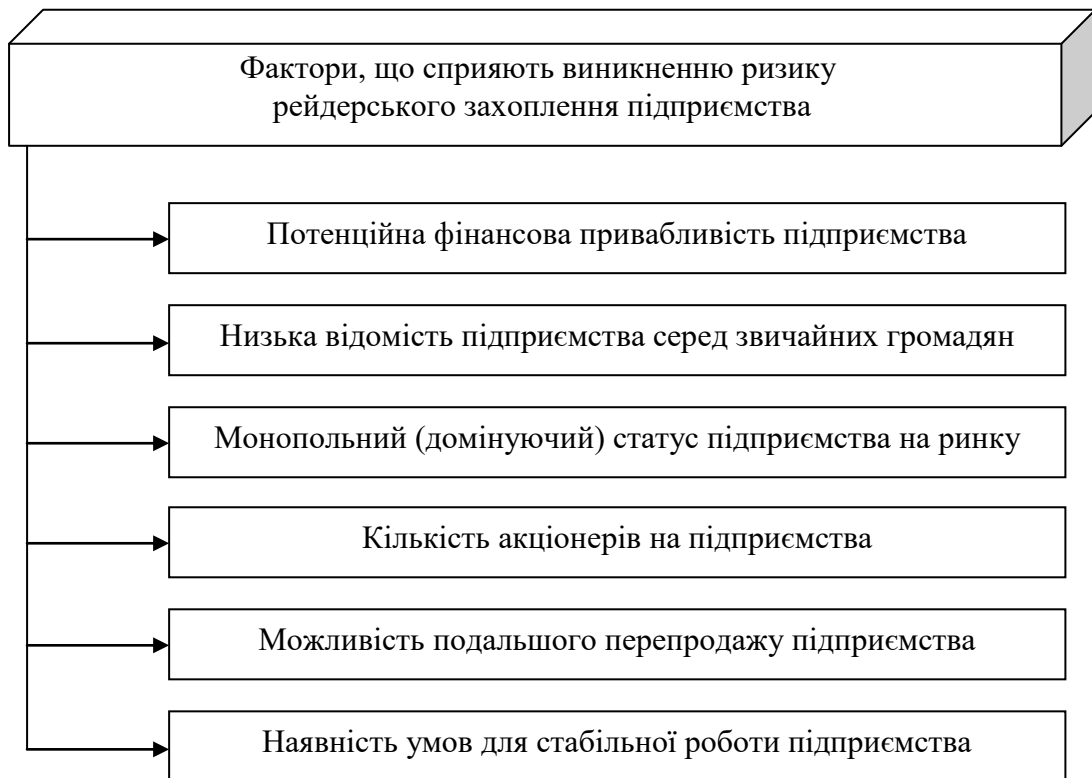 Фактори, що сприяють виникненню ризику
рейдерського захоплення підприємства
Потенційна фінансова привабливість підприємства
Низька відомість підприємства серед звичайних громадян
Монопольний (домінуючий) статус підприємства на ринку
Кількість акціонерів на підприємства
Можливість подальшого перепродажу підприємства
Наявність умов для стабільної роботи підприємства